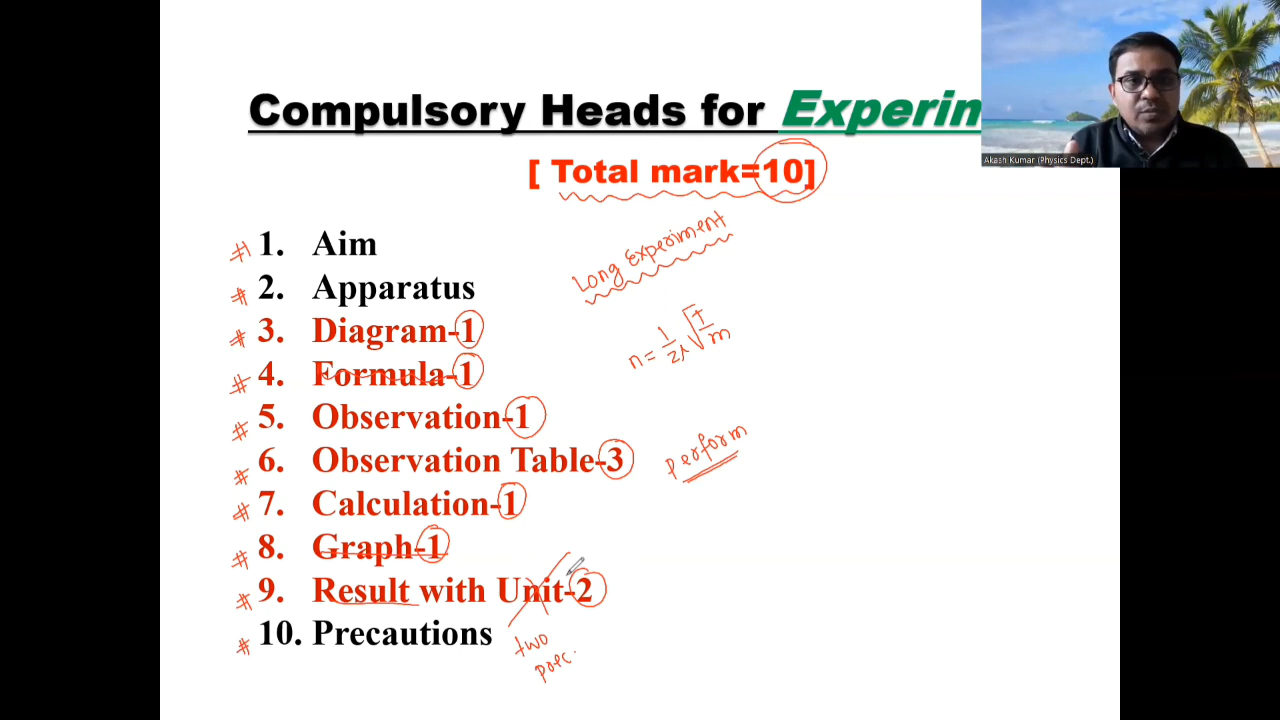 Compulsory Heads for Experim
Akash Kumar (Physics Dept.)
[ Total mark=10]
# 1. Aim
# 2. Apparatus
# 3. Diagram-1
# 4. Formula-1
# 5. Observation-1
# 6. Observation Table-3
# 7. Calculation-1
# 8. Graph-1
# 9. Result with Unit-2
# 10. Precautions
Long Experiment
n = 1/2l √T/m
perform
two
prec.